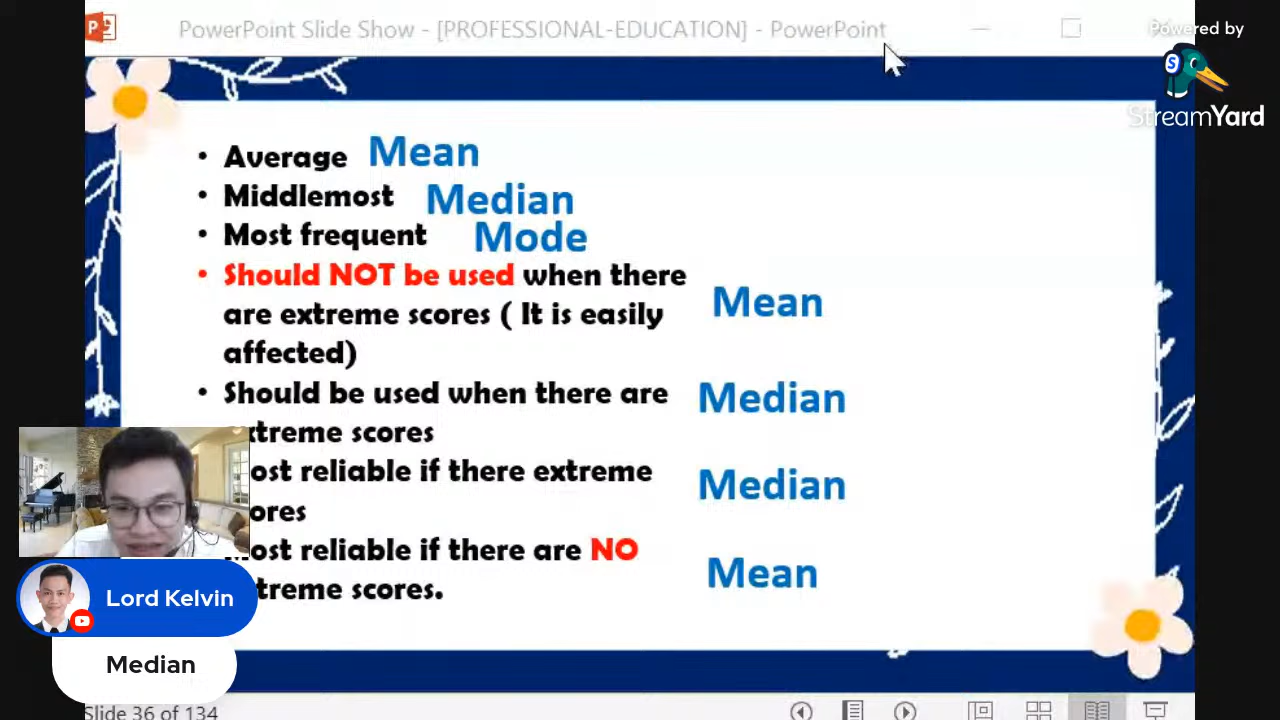 PowerPoint Slide Show - [PROFESSIONAL-EDUCATION] - PowerPoint
Powered by
StreamYard
• Average Mean
• Middlemost Median
• Most frequent Mode
• Should NOT be used when there
are extreme scores ( It is easily
affected)
Mean
• Should be used when there are
xtreme scores
Median
ost reliable if there extreme
ores
Median
ost reliable if there are NO
treme scores.
Mean
Lord Kelvin
Median
Slide 36 of 134